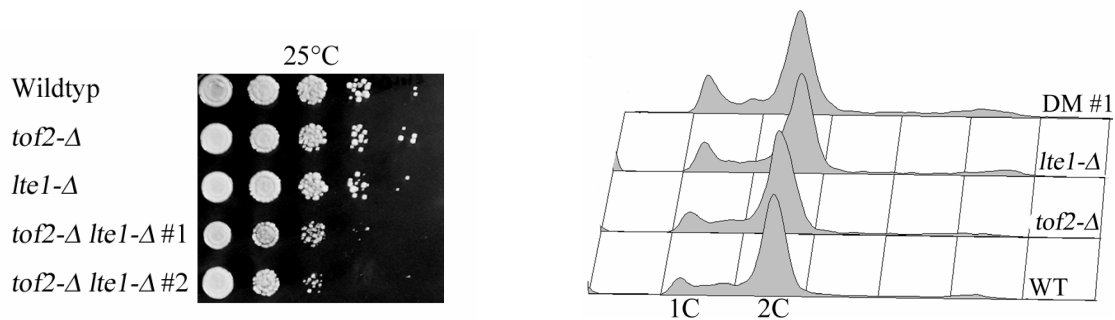 25°C
Wildtyp
tof2-Δ
lte1-Δ
tof2-Δ lte1-Δ #1
tof2-Δ lte1-Δ #2
DM #1
lte1-Δ
tof2-Δ
WT
1C 2C